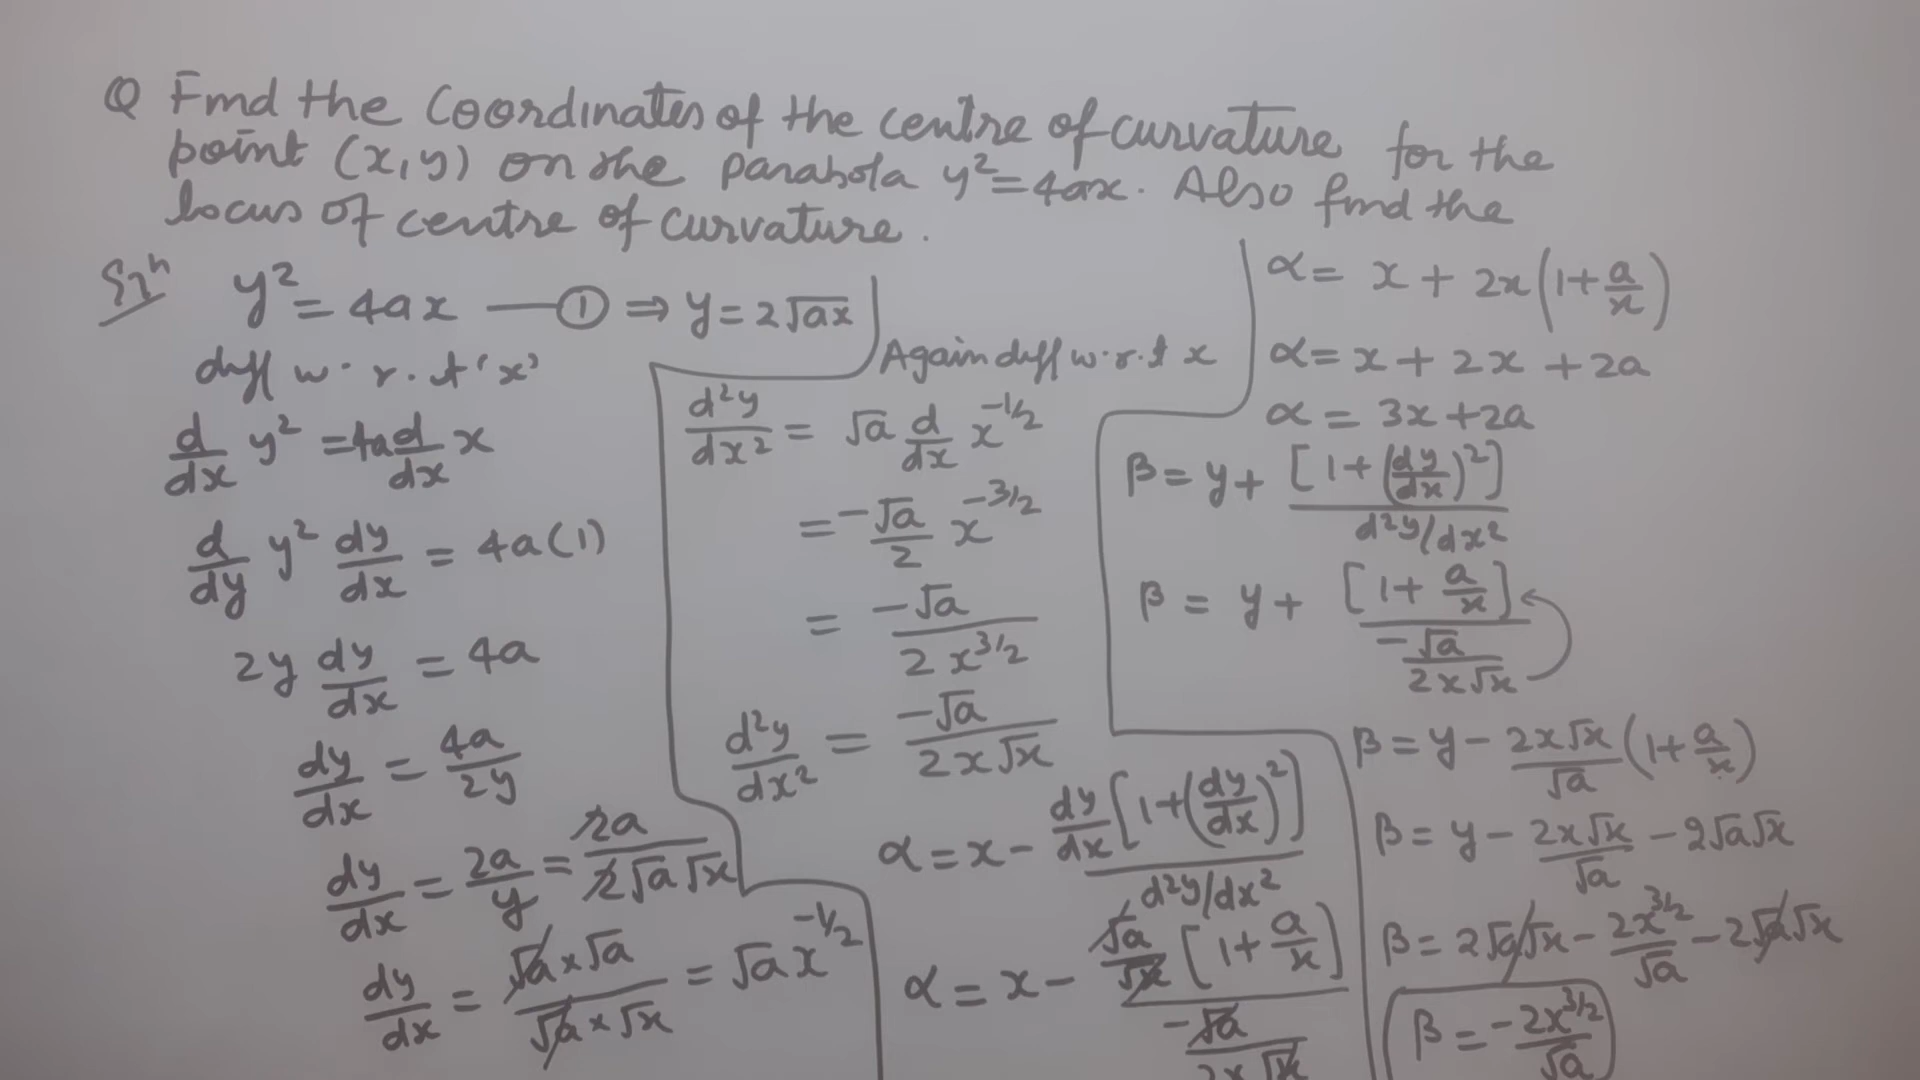 Q Find the Coordinates of the centre of curvature for the
point (x,y) on the parabola y²=4ax. Also find the
locus of centre of curvature.
Solⁿ y² = 4ax —① ⇒ y = 2√ax
diff w.r.t 'x'
d/dx y² = 4a d/dx x
d/dy y² dy/dx = 4a(1)
2y dy/dx = 4a
dy/dx = 4a/2y
dy/dx = 2a/y = 2a/2√a√x
dy/dx = √a×√a/√a×√x = √a x^-1/2
Again diff w.r.t x
d²y/dx² = √a d/dx x^-1/2
= -√a/2 x^-3/2
= -√a/2x^3/2
d²y/dx² = -√a/2x√x
α = x - dy/dx[1+(dy/dx)²]/d²y/dx²
α = x - √a/√x [1+a/x]/-√a/2x√x
α = x + 2x(1+a/x)
α = x + 2x + 2a
α = 3x+2a
β = y + [1+(dy/dx)²]/d²y/dx²
β = y + [1+a/x]/-√a/2x√x
β = y - 2x√x/√a (1+a/x)
β = y - 2x√x/√a - 2√a√x
β = 2√a√x - 2x^3/2/√a - 2√a√x
β = -2x^3/2/√a